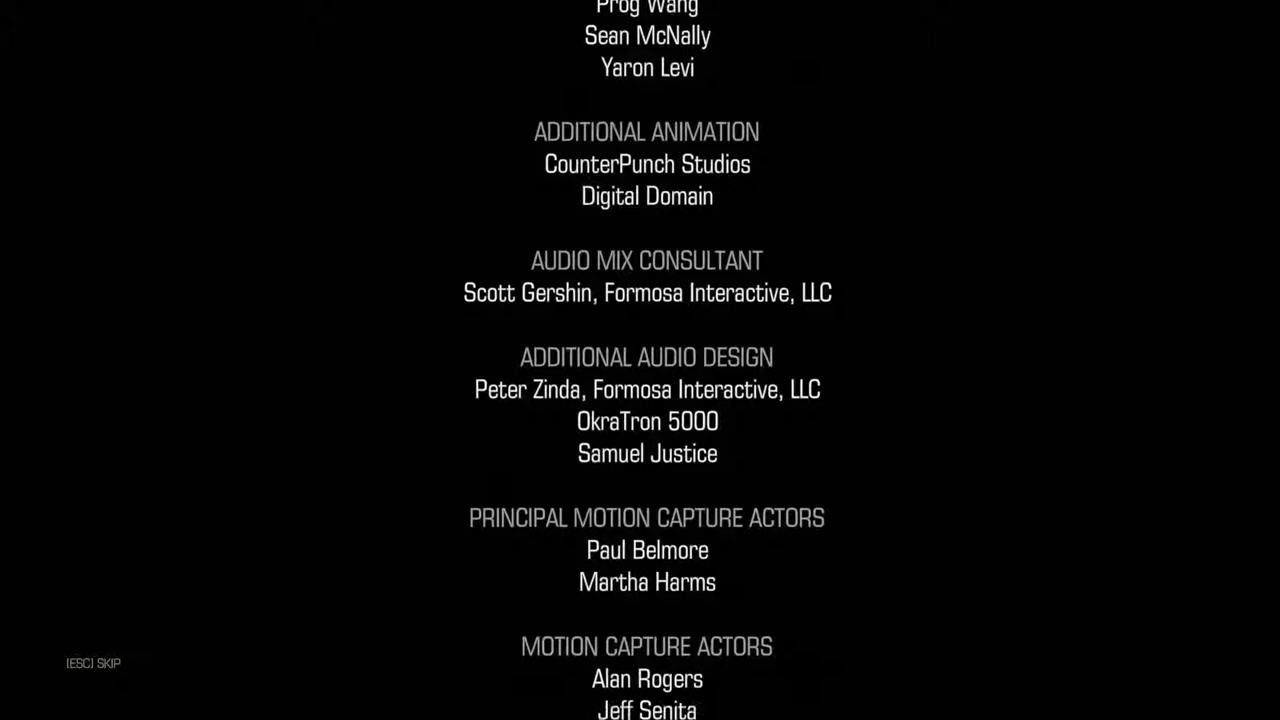 Prog Wang
Sean McNally
Yaron Levi
ADDITIONAL ANIMATION
CounterPunch Studios
Digital Domain
AUDIO MIX CONSULTANT
Scott Gershin, Formosa Interactive, LLC
ADDITIONAL AUDIO DESIGN
Peter Zinda, Formosa Interactive, LLC
OkraTron 5000
Samuel Justice
PRINCIPAL MOTION CAPTURE ACTORS
Paul Belmore
Martha Harms
MOTION CAPTURE ACTORS
[ESC] SKIP
Alan Rogers
Jeff Senita